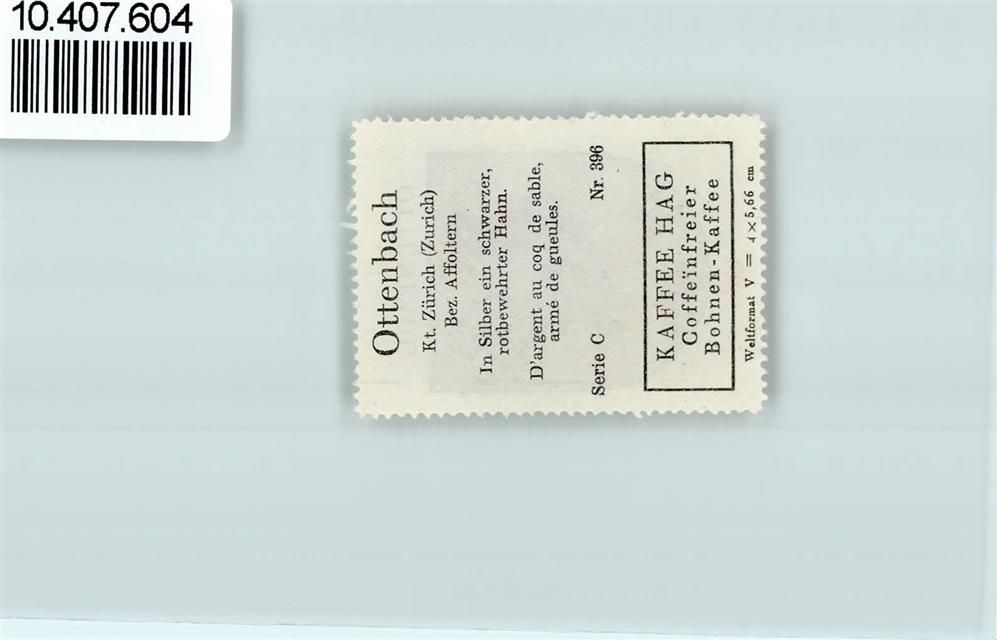 10.407.604
Ottenbach
Kt. Zürich (Zurich)
Bez. Affoltern
In Silber ein schwarzer,
rotbewehrter Hahn.
D'argent au coq de sable,
armé de gueules.
Serie C Nr. 396
KAFFEE HAG
Coffeïnfreier
Bohnen-Kaffee
Weltformat V = 4 × 5,66 cm